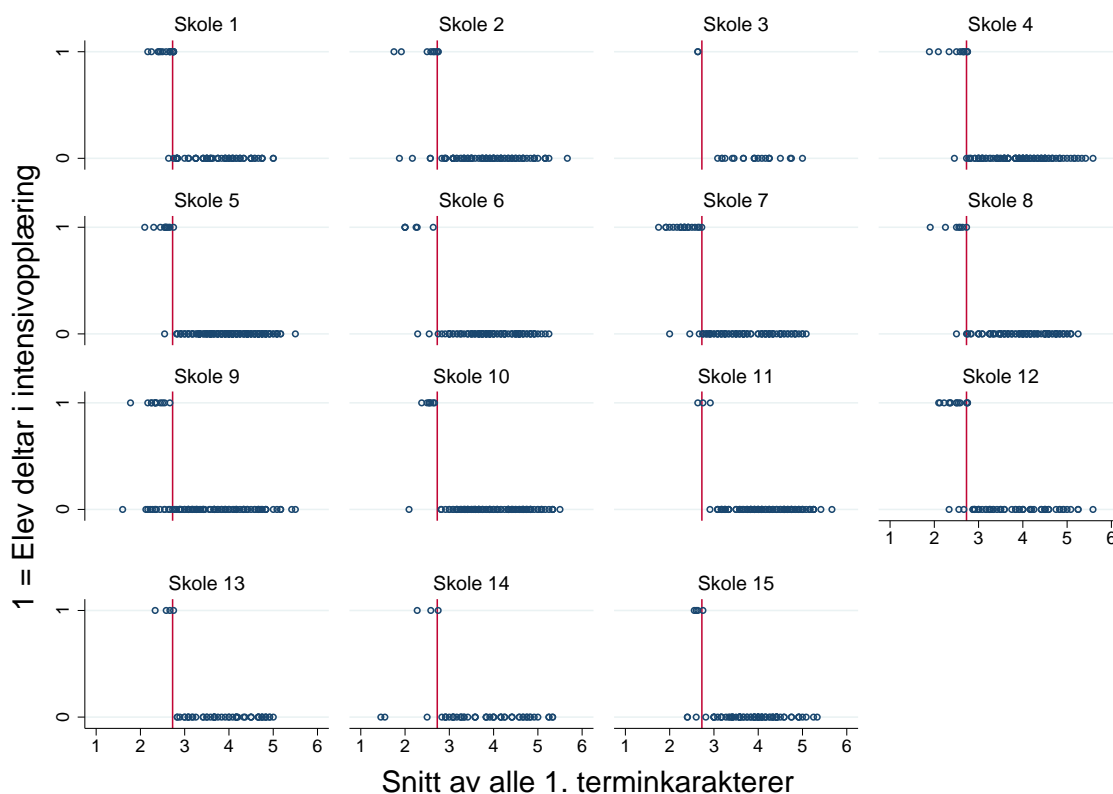 Skole 1
Skole 2
Skole 3
Skole 4
0
1
Skole 5
Skole 6
Skole 7
Skole 8
0
1
Skole 9
Skole 10
Skole 11
Skole 12
0
1
1 2 3 4 5 6
Skole 13
Skole 14
Skole 15
0
1
1 2 3 4 5 6
1 2 3 4 5 6
1 2 3 4 5 6
1 = Elev deltar i intensivopplæring
Snitt av alle 1. terminkarakterer